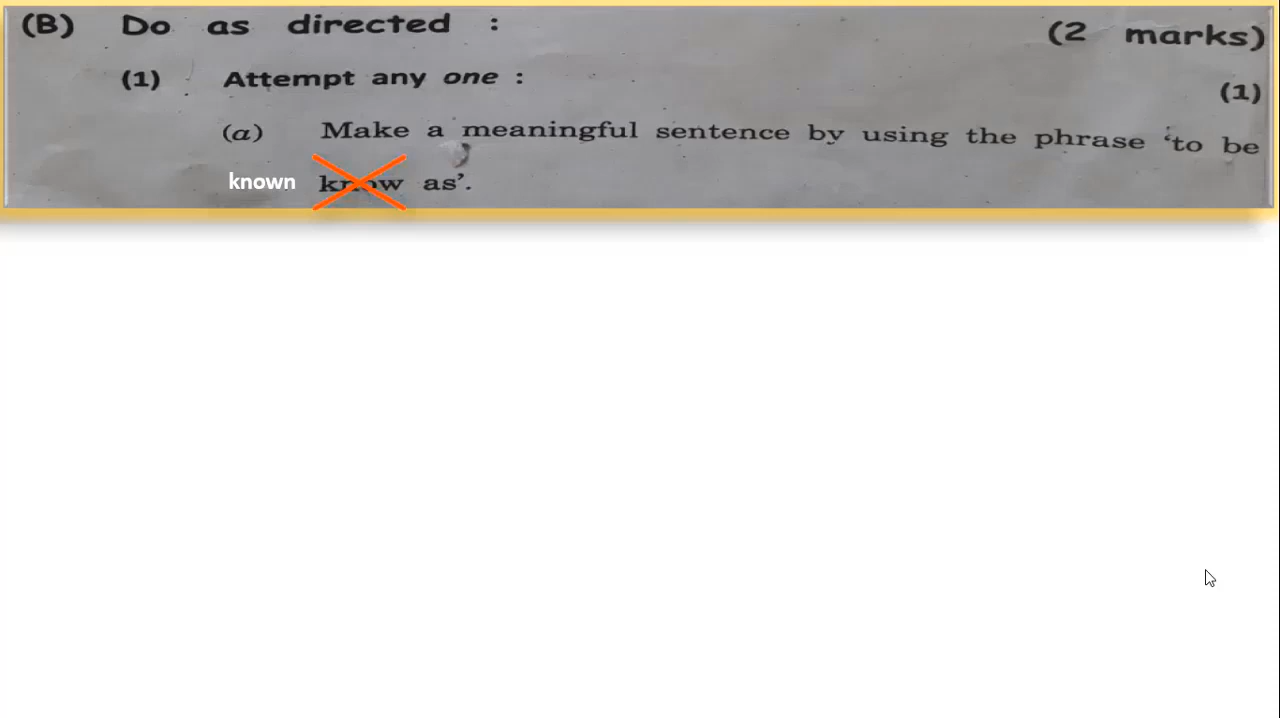 (B) Do as directed : (2 marks)
(1) Attempt any one : (1)
(a) Make a meaningful sentence by using the phrase ‘to be
known know as’.